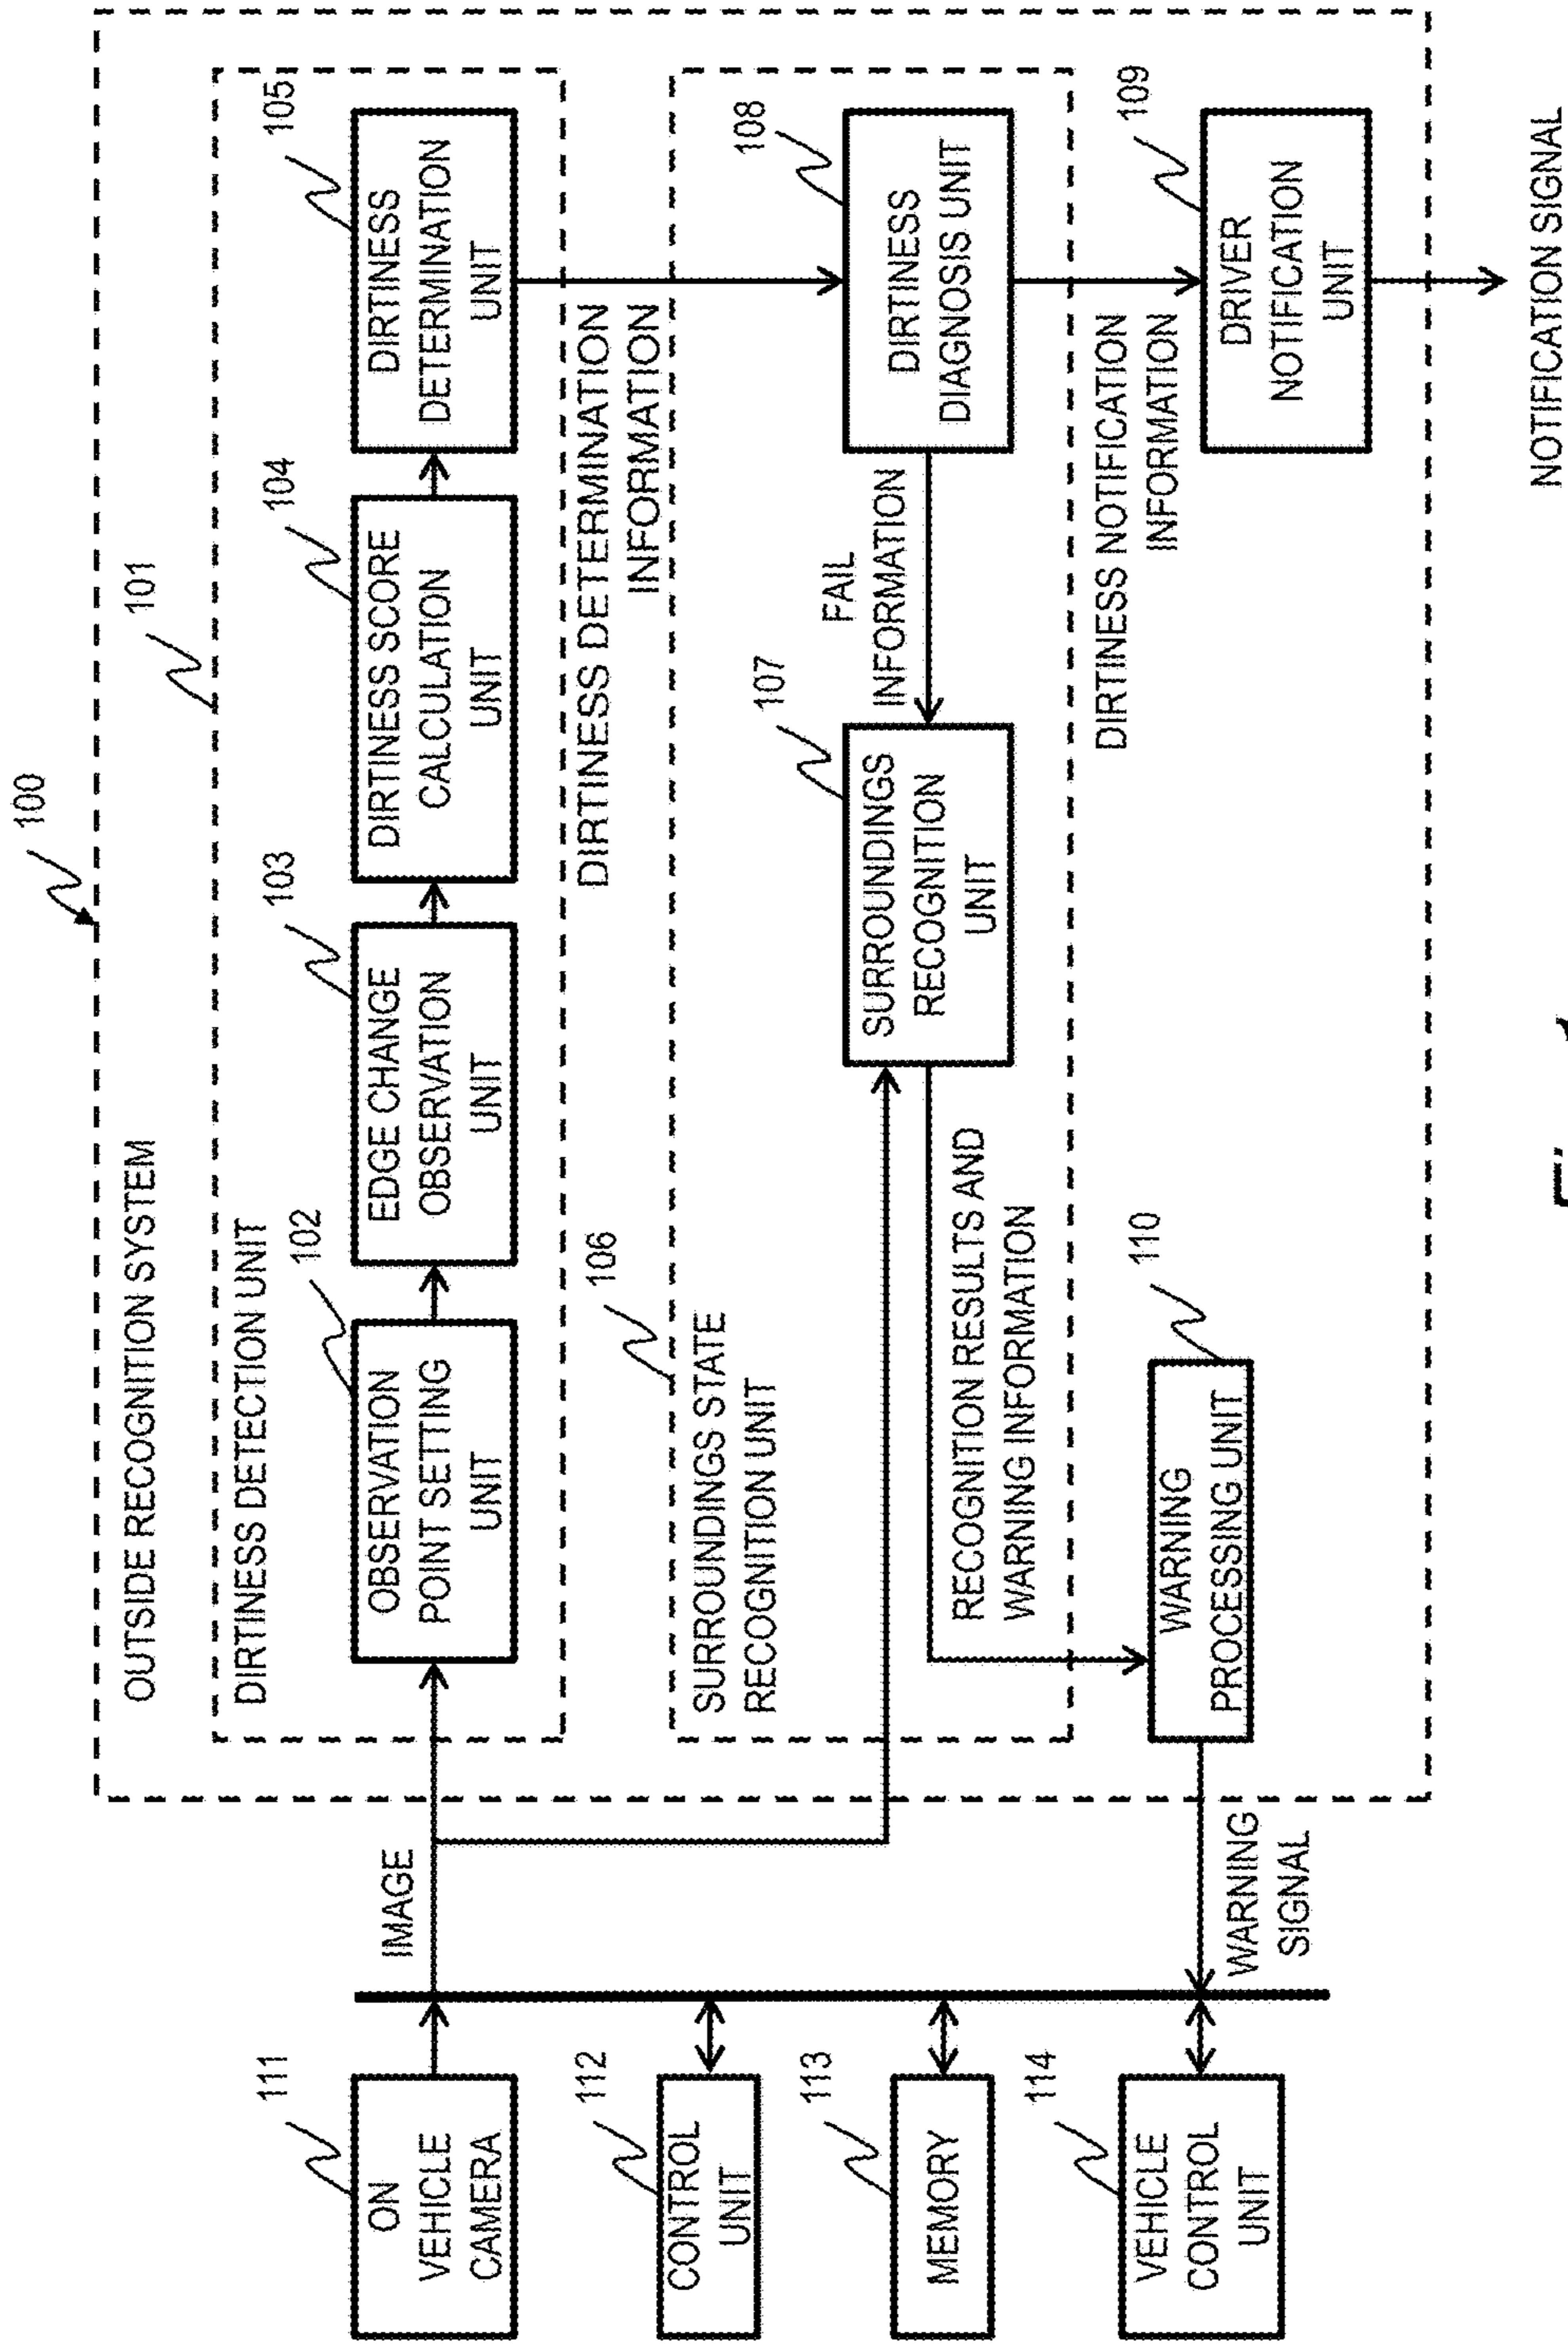 100
OUTSIDE RECOGNITION SYSTEM
101
DIRTINESS DETECTION UNIT
111
ON
VEHICLE
CAMERA
IMAGE
102
OBSERVATION
POINT SETTING
UNIT
103
EDGE CHANGE
OBSERVATION
UNIT
104
DIRTINESS SCORE
CALCULATION
UNIT
105
DIRTINESS
DETERMINATION
UNIT
DIRTINESS DETERMINATION
INFORMATION
112
CONTROL
UNIT
106
SURROUNDINGS STATE
RECOGNITION UNIT
113
MEMORY
107
SURROUNDINGS
RECOGNITION
UNIT
FAIL
INFORMATION
108
DIRTINESS
DIAGNOSIS UNIT
RECOGNITION RESULTS AND
WARNING INFORMATION
DIRTINESS NOTIFICATION
INFORMATION
114
VEHICLE
CONTROL
UNIT
WARNING
SIGNAL
110
WARNING
PROCESSING UNIT
109
DRIVER
NOTIFICATION
UNIT
NOTIFICATION SIGNAL